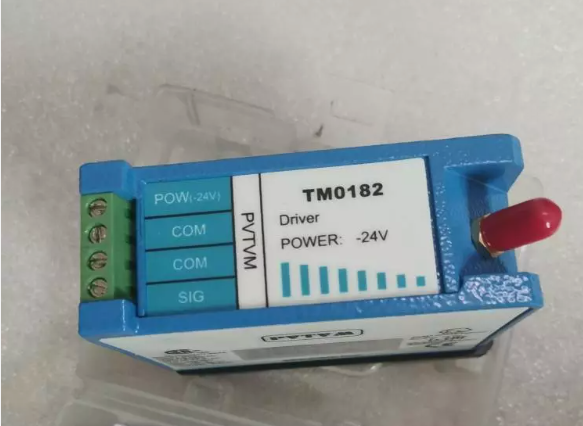 POW(-24V)
COM
COM
SIG
PVTVM
TM0182
Driver
POWER: -24V
PVTVM